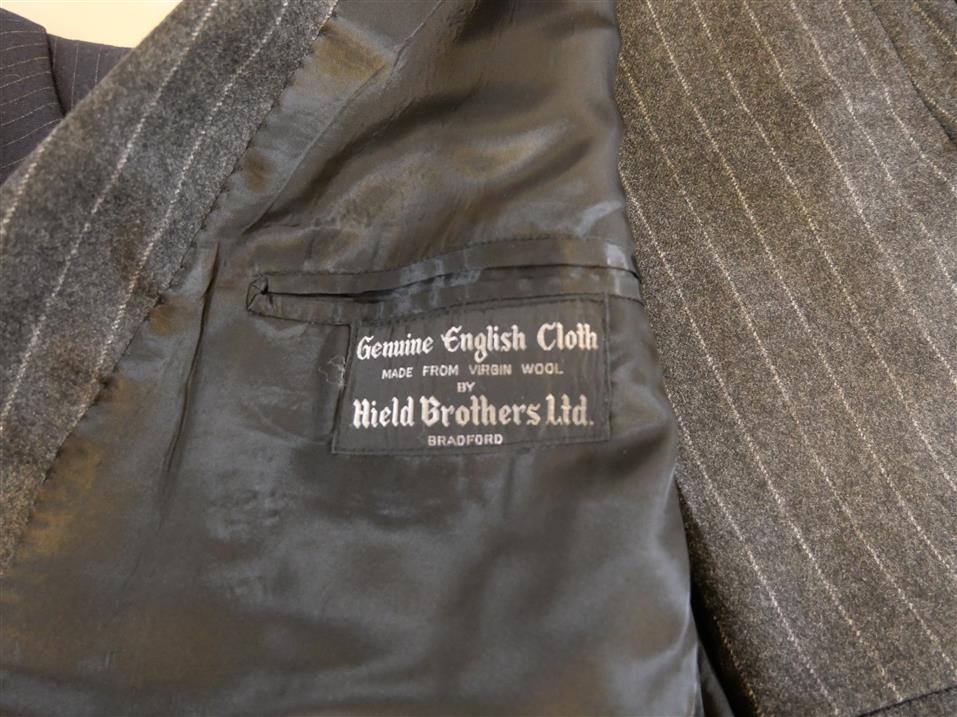 Genuine English Cloth
MADE FROM VIRGIN WOOL
BY
Hield Brothers Ltd.
BRADFORD